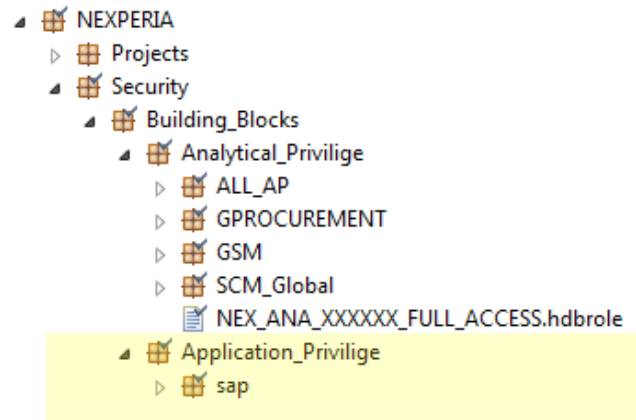 NEXPERIA
Projects
Security
Building_Blocks
Analytical_Privilige
ALL_AP
GPROCUREMENT
GSM
SCM_Global
NEX_ANA_XXXXXX_FULL_ACCESS.hdbrole
Application_Privilige
sap